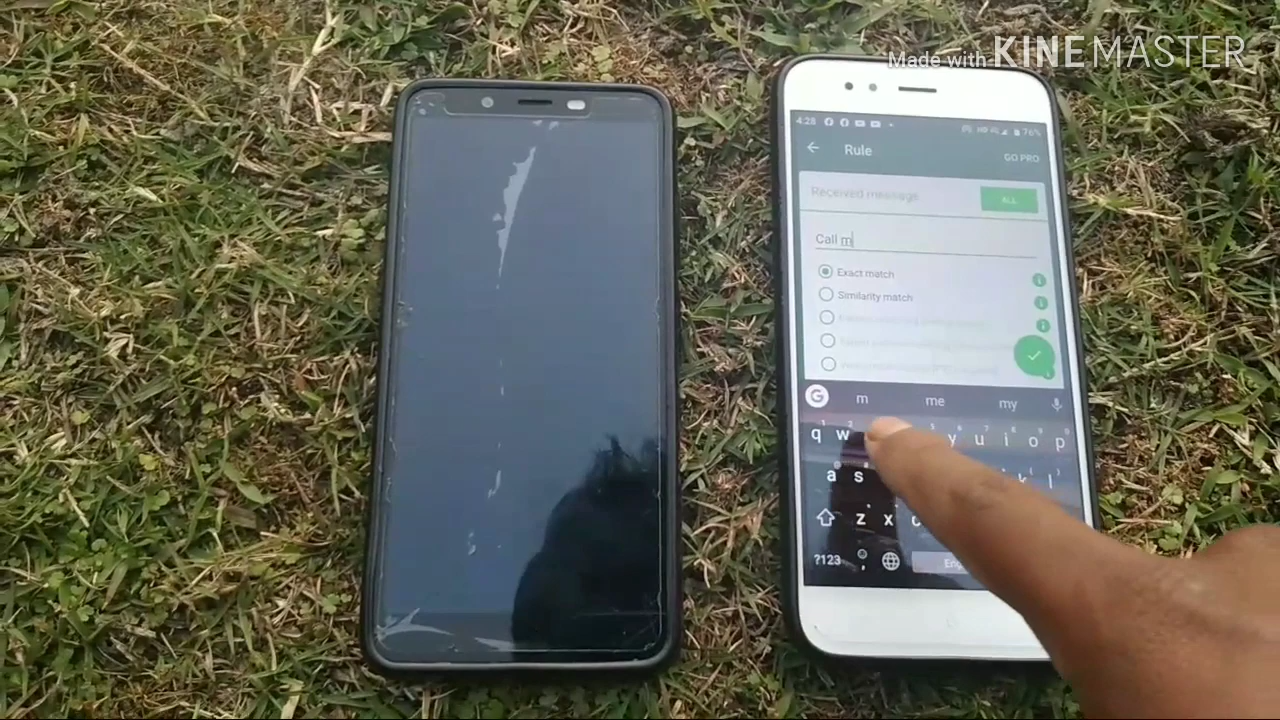 Made with KINEMASTER
4:28 76%
Rule
GO PRO
Received message
ALL
Call m
Exact match
Similarity match
G m me my
q w y u i o p
a s k l
z x c
?123 , Eng